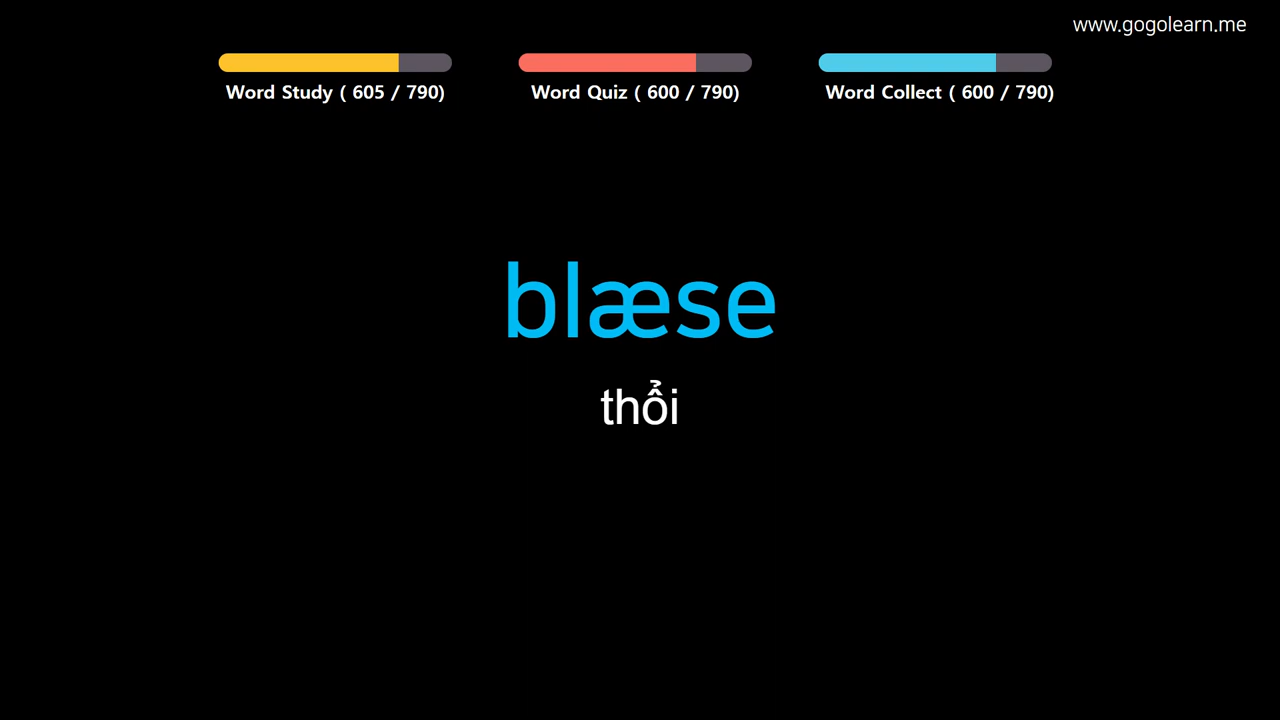 www.gogolearn.me
Word Study ( 605 / 790)
Word Quiz ( 600 / 790)
Word Collect ( 600 / 790)
blæse
thổi